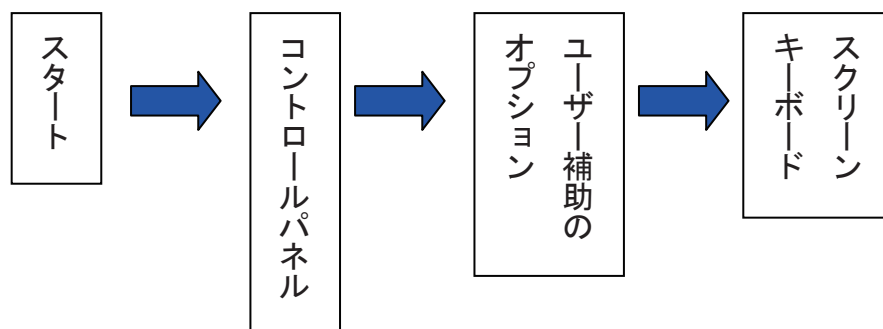 スタート
コントロールパネル
ユーザー補助の
オプション
スクリーン
キーボード